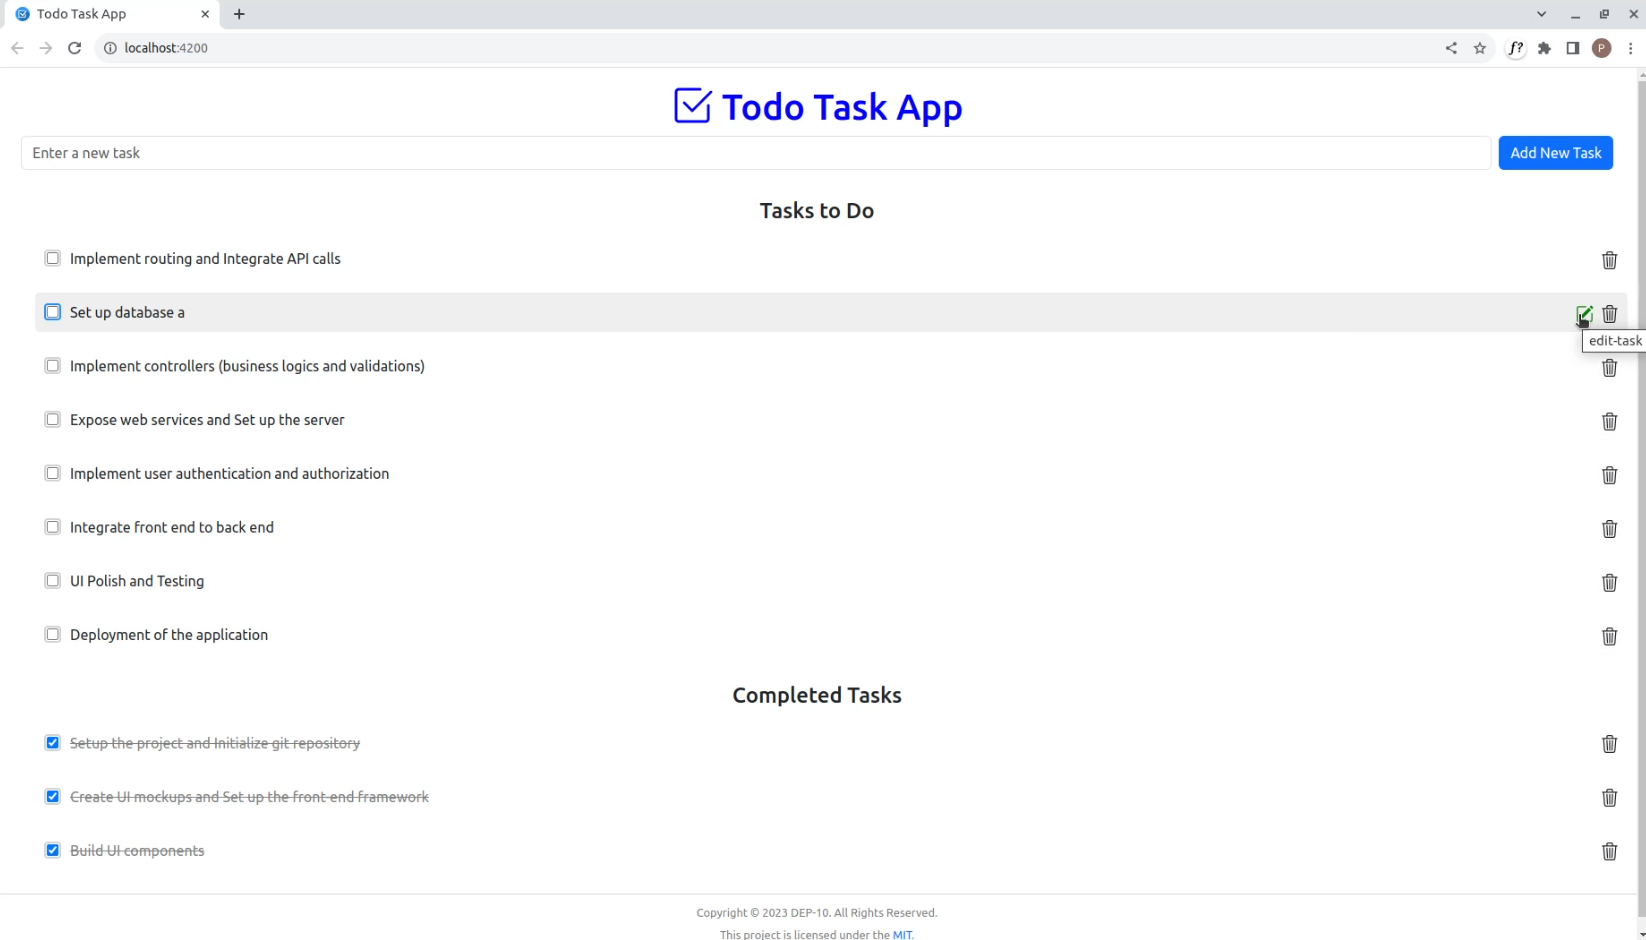 Todo Task App
localhost:4200
f?
P
Todo Task App
Enter a new task
Add New Task
Tasks to Do
Implement routing and Integrate API calls
Set up database a
edit-task
Implement controllers (business logics and validations)
Expose web services and Set up the server
Implement user authentication and authorization
Integrate front end to back end
UI Polish and Testing
Deployment of the application
Completed Tasks
Setup the project and Initialize git repository
Create UI mockups and Set up the front end framework
Build UI components
Copyright © 2023 DEP-10. All Rights Reserved.
This project is licensed under the MIT.